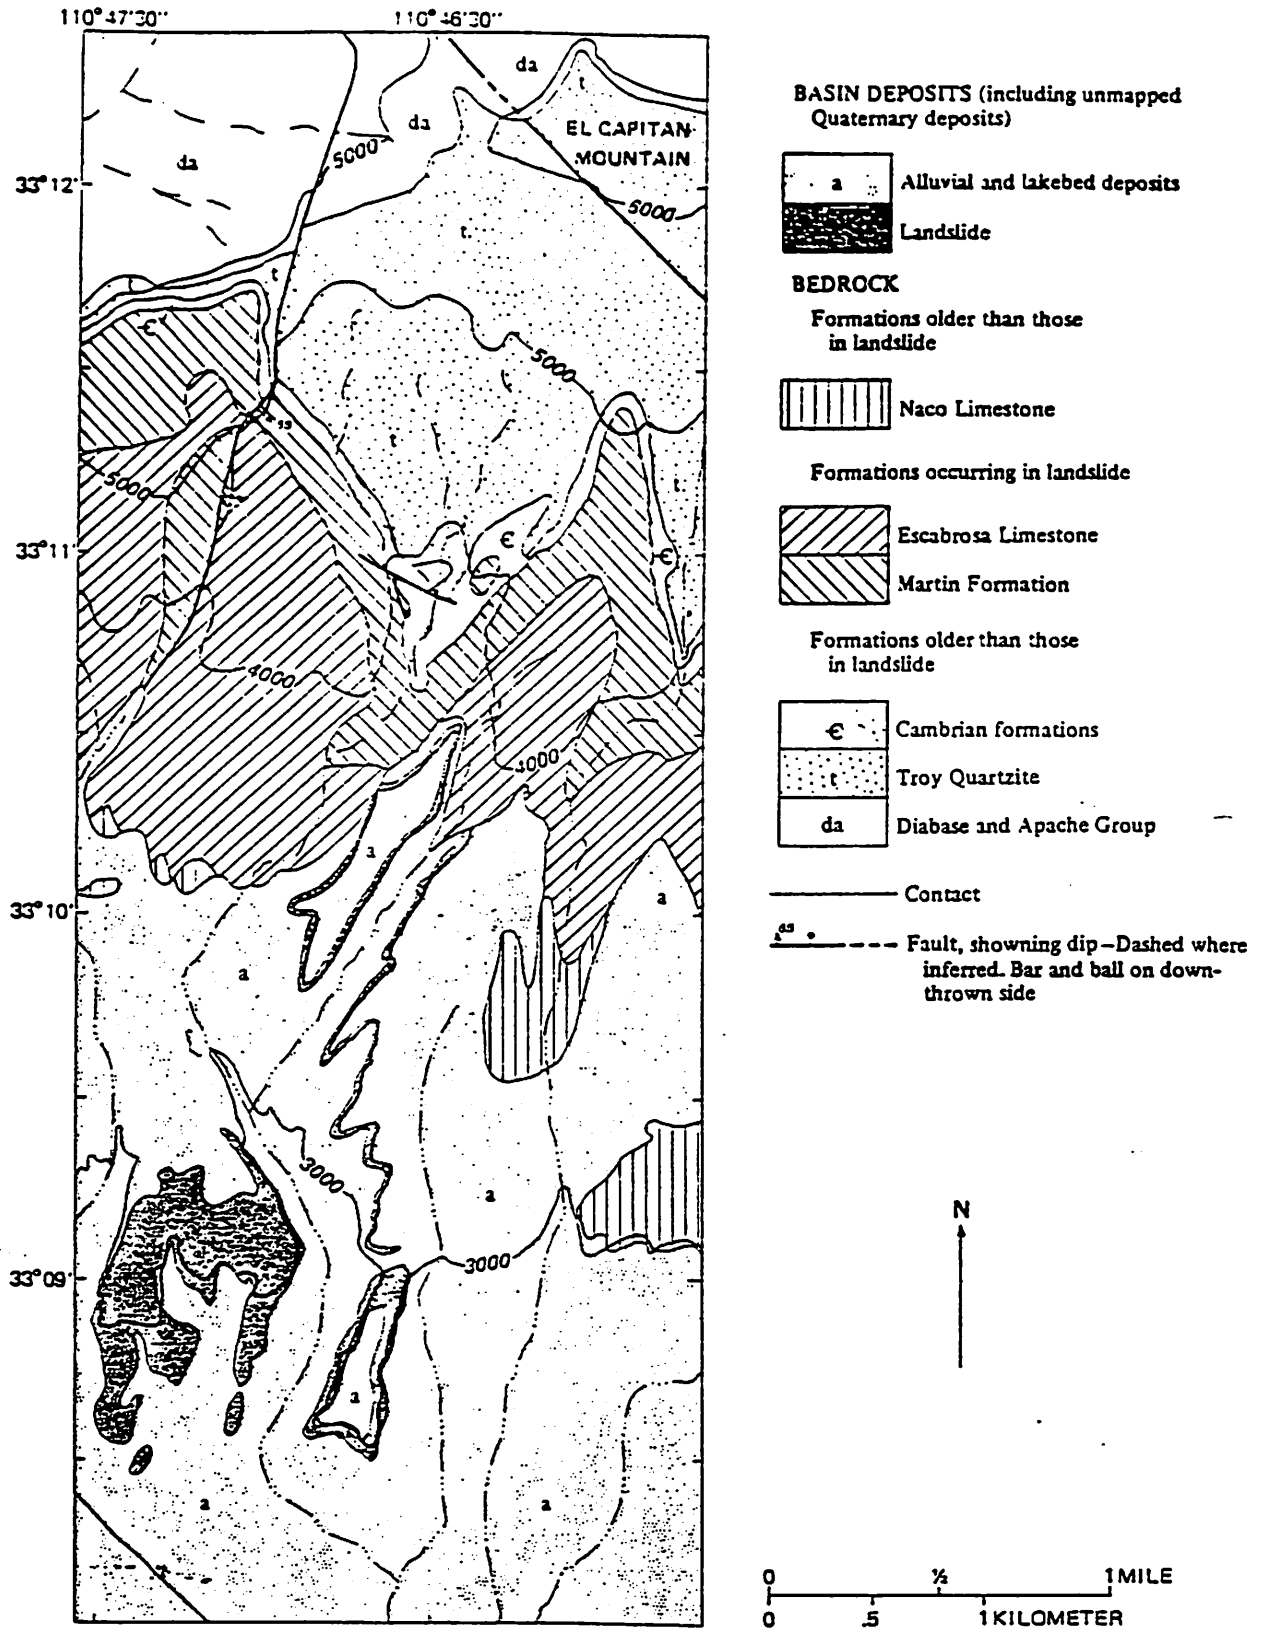 110°47'30"
110°46'30"
da
t
da
EL CAPITAN
MOUNTAIN
5000
da
33°12'
5000
t
t
Є
5000
t
5000
t
33°11'
Є
Є
4000
4000
a
33°10'
a
a
3000
a
33°09'
3000
a
a
a
BASIN DEPOSITS (including unmapped
Quaternary deposits)
a
Alluvial and lakebed deposits
Landslide
BEDROCK
Formations older than those
in landslide
Naco Limestone
Formations occurring in landslide
Escabrosa Limestone
Martin Formation
Formations older than those
in landslide
Є
Cambrian formations
t
Troy Quartzite
da
Diabase and Apache Group
Contact
Fault, showning dip–Dashed where
inferred. Bar and ball on down-
thrown side
N
0 ½ 1 MILE
0 .5 1 KILOMETER